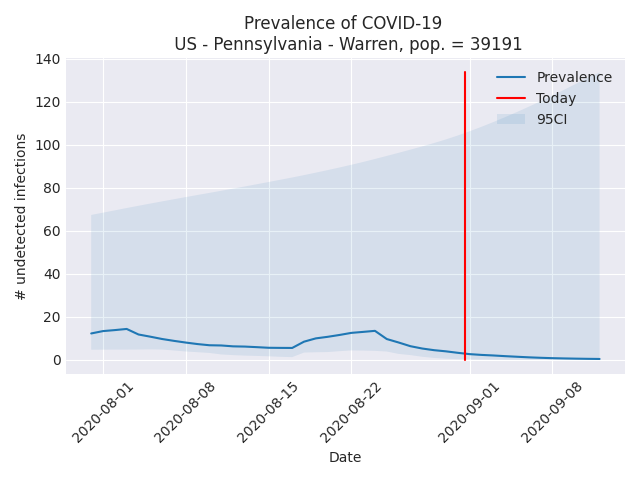 Prevalence of COVID-19
US - Pennsylvania - Warren, pop. = 39191
140
120
100
80
60
40
20
0
# undetected infections
Prevalence
Today
95CI
2020-08-01
2020-08-08
2020-08-15
2020-08-22
2020-09-01
2020-09-08
Date